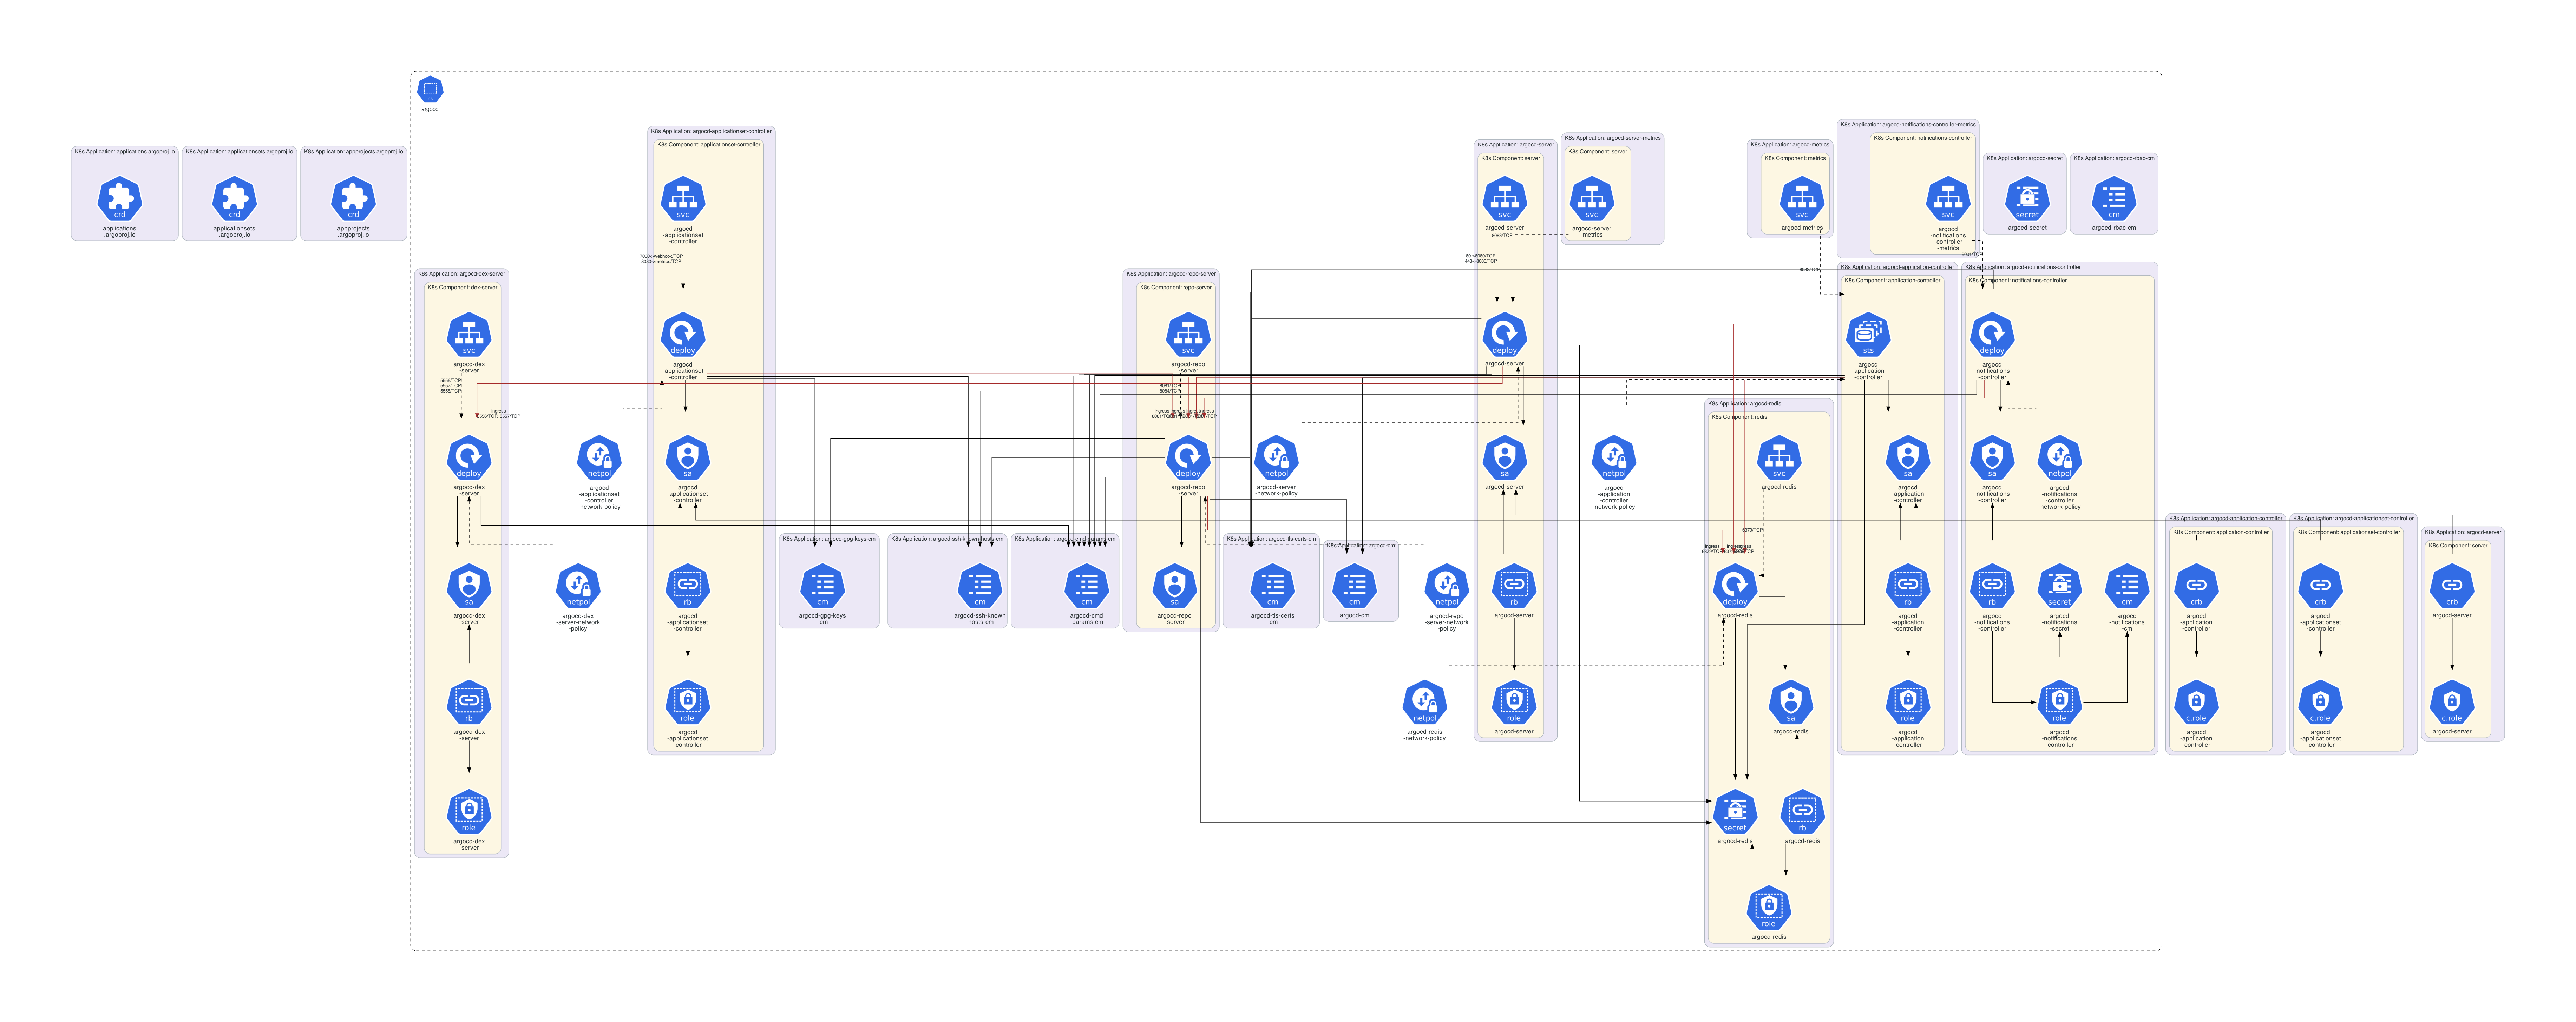 ns
argocd
K8s Application: applications.argoproj.io
crd
applications
.argoproj.io
K8s Application: applicationsets.argoproj.io
crd
applicationsets
.argoproj.io
K8s Application: appprojects.argoproj.io
crd
appprojects
.argoproj.io
K8s Application: argocd-dex-server
K8s Component: dex-server
svc
argocd-dex
-server
5556/TCP
5557/TCP
5558/TCP
ingress
5556/TCP, 5557/TCP
deploy
argocd-dex
-server
sa
argocd-dex
-server
rb
argocd-dex
-server
role
argocd-dex
-server
netpol
argocd
-applicationset
-controller
-network-policy
netpol
argocd-dex
-server-network
-policy
K8s Application: argocd-applicationset-controller
K8s Component: applicationset-controller
svc
argocd
-applicationset
-controller
7000->webhook/TCP
8080->metrics/TCP
deploy
argocd
-applicationset
-controller
sa
argocd
-applicationset
-controller
rb
argocd
-applicationset
-controller
role
argocd
-applicationset
-controller
K8s Application: argocd-gpg-keys-cm
cm
argocd-gpg-keys
-cm
K8s Application: argocd-ssh-known-hosts-cm
cm
argocd-ssh-known
-hosts-cm
K8s Application: argocd-cmd-params-cm
cm
argocd-cmd
-params-cm
K8s Application: argocd-repo-server
K8s Component: repo-server
svc
argocd-repo
-server
8081/TCP
8084/TCP
ingress
8081/TCP
deploy
argocd-repo
-server
sa
argocd-repo
-server
netpol
argocd-server
-network-policy
K8s Application: argocd-tls-certs-cm
cm
argocd-tls-certs
-cm
K8s Application: argocd-cm
cm
argocd-cm
netpol
argocd-repo
-server-network
-policy
netpol
argocd-redis
-network-policy
K8s Application: argocd-server
K8s Component: server
svc
argocd-server
8083/TCP
80->8080/TCP
443->8080/TCP
deploy
argocd-server
sa
argocd-server
rb
argocd-server
role
argocd-server
K8s Application: argocd-server-metrics
K8s Component: server
svc
argocd-server
-metrics
netpol
argocd
-application
-controller
-network-policy
K8s Application: argocd-redis
K8s Component: redis
svc
argocd-redis
6379/TCP
ingress
6379/TCP
deploy
argocd-redis
sa
argocd-redis
secret
argocd-redis
rb
argocd-redis
role
argocd-redis
K8s Application: argocd-metrics
K8s Component: metrics
svc
argocd-metrics
8082/TCP
K8s Application: argocd-notifications-controller-metrics
K8s Component: notifications-controller
svc
argocd
-notifications
-controller
-metrics
9001/TCP
K8s Application: argocd-secret
secret
argocd-secret
K8s Application: argocd-rbac-cm
cm
argocd-rbac-cm
K8s Application: argocd-application-controller
K8s Component: application-controller
sts
argocd
-application
-controller
sa
argocd
-application
-controller
rb
argocd
-application
-controller
role
argocd
-application
-controller
K8s Application: argocd-notifications-controller
K8s Component: notifications-controller
deploy
argocd
-notifications
-controller
sa
argocd
-notifications
-controller
netpol
argocd
-notifications
-controller
-network-policy
rb
argocd
-notifications
-controller
secret
argocd
-notifications
-secret
cm
argocd
-notifications
-cm
role
argocd
-notifications
-controller
K8s Application: argocd-application-controller
K8s Component: application-controller
crb
argocd
-application
-controller
c.role
argocd
-application
-controller
K8s Application: argocd-applicationset-controller
K8s Component: applicationset-controller
crb
argocd
-applicationset
-controller
c.role
argocd
-applicationset
-controller
K8s Application: argocd-server
K8s Component: server
crb
argocd-server
c.role
argocd-server